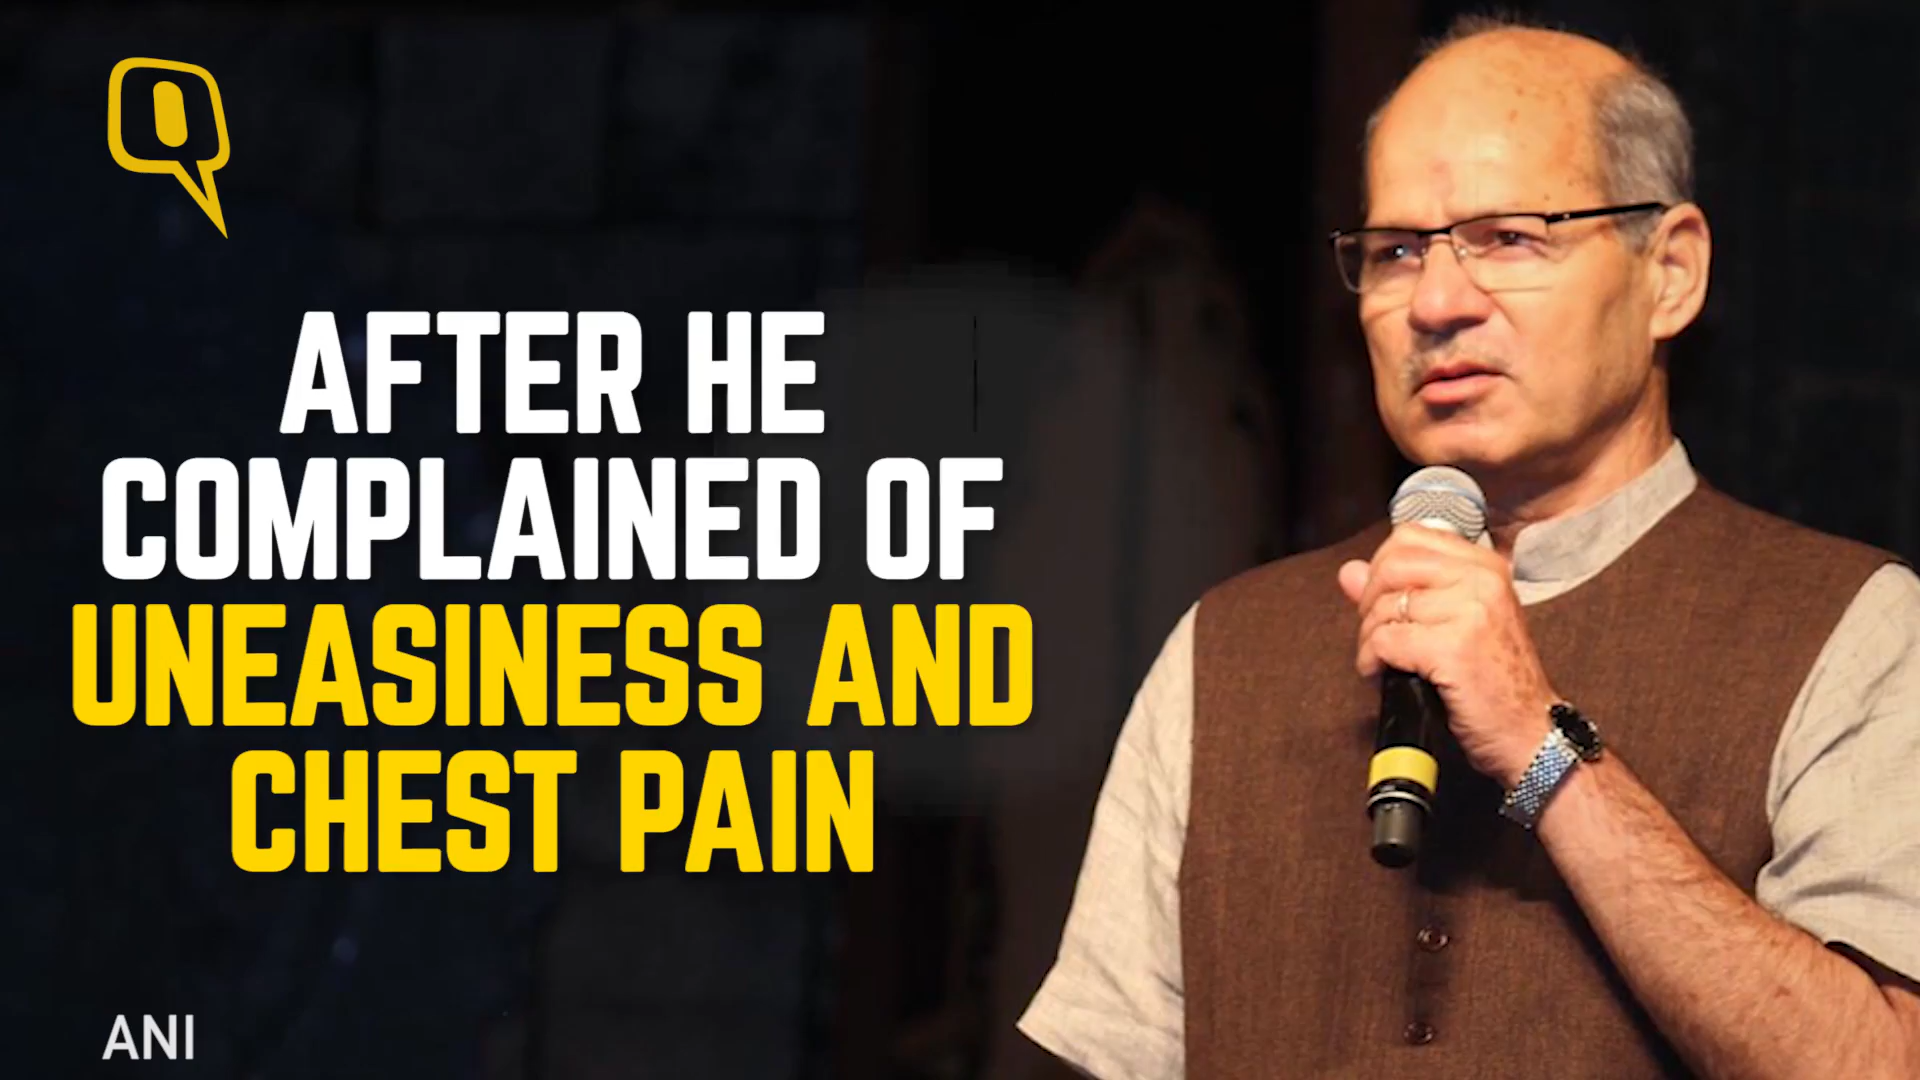 AFTER HE
COMPLAINED OF
UNEASINESS AND
CHEST PAIN
ANI